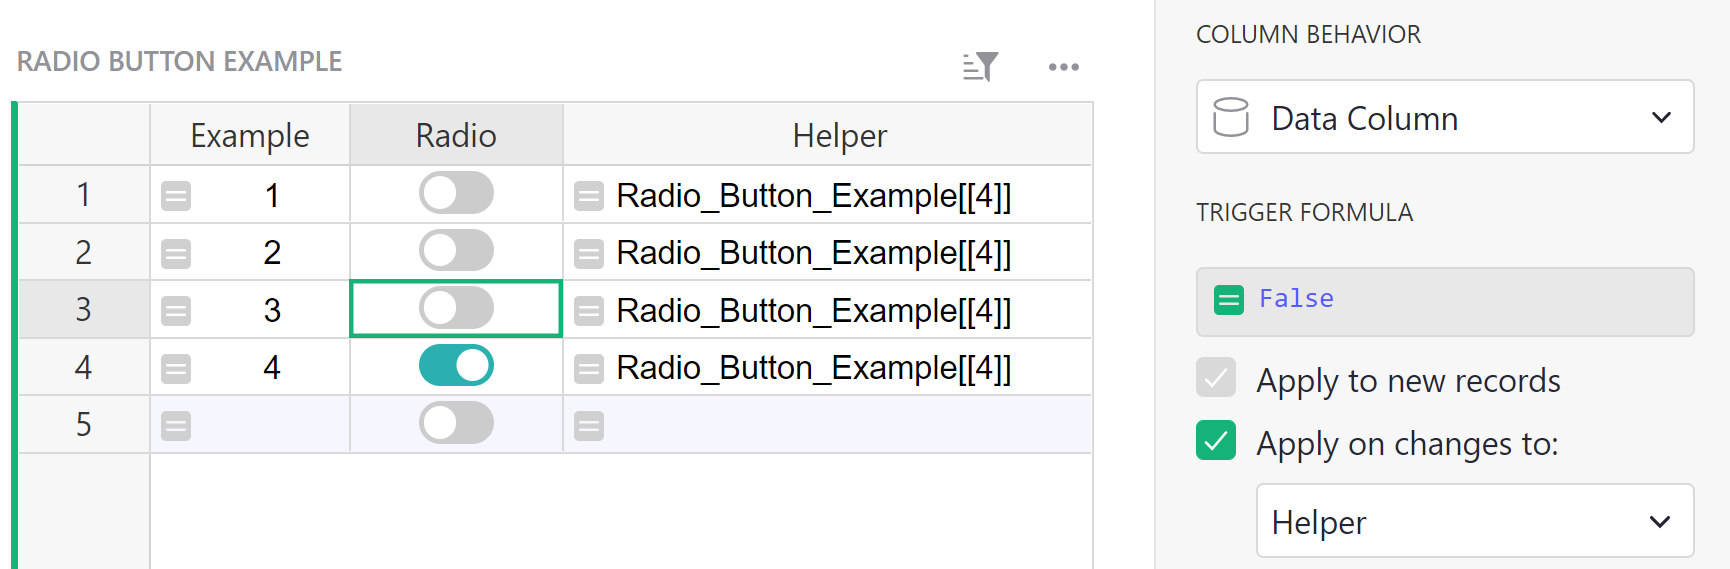 RADIO BUTTON EXAMPLE
Example Radio Helper
1 1 Radio_Button_Example[[4]]
2 2 Radio_Button_Example[[4]]
3 3 Radio_Button_Example[[4]]
4 4 Radio_Button_Example[[4]]
5
COLUMN BEHAVIOR
Data Column
TRIGGER FORMULA
False
Apply to new records
Apply on changes to:
Helper